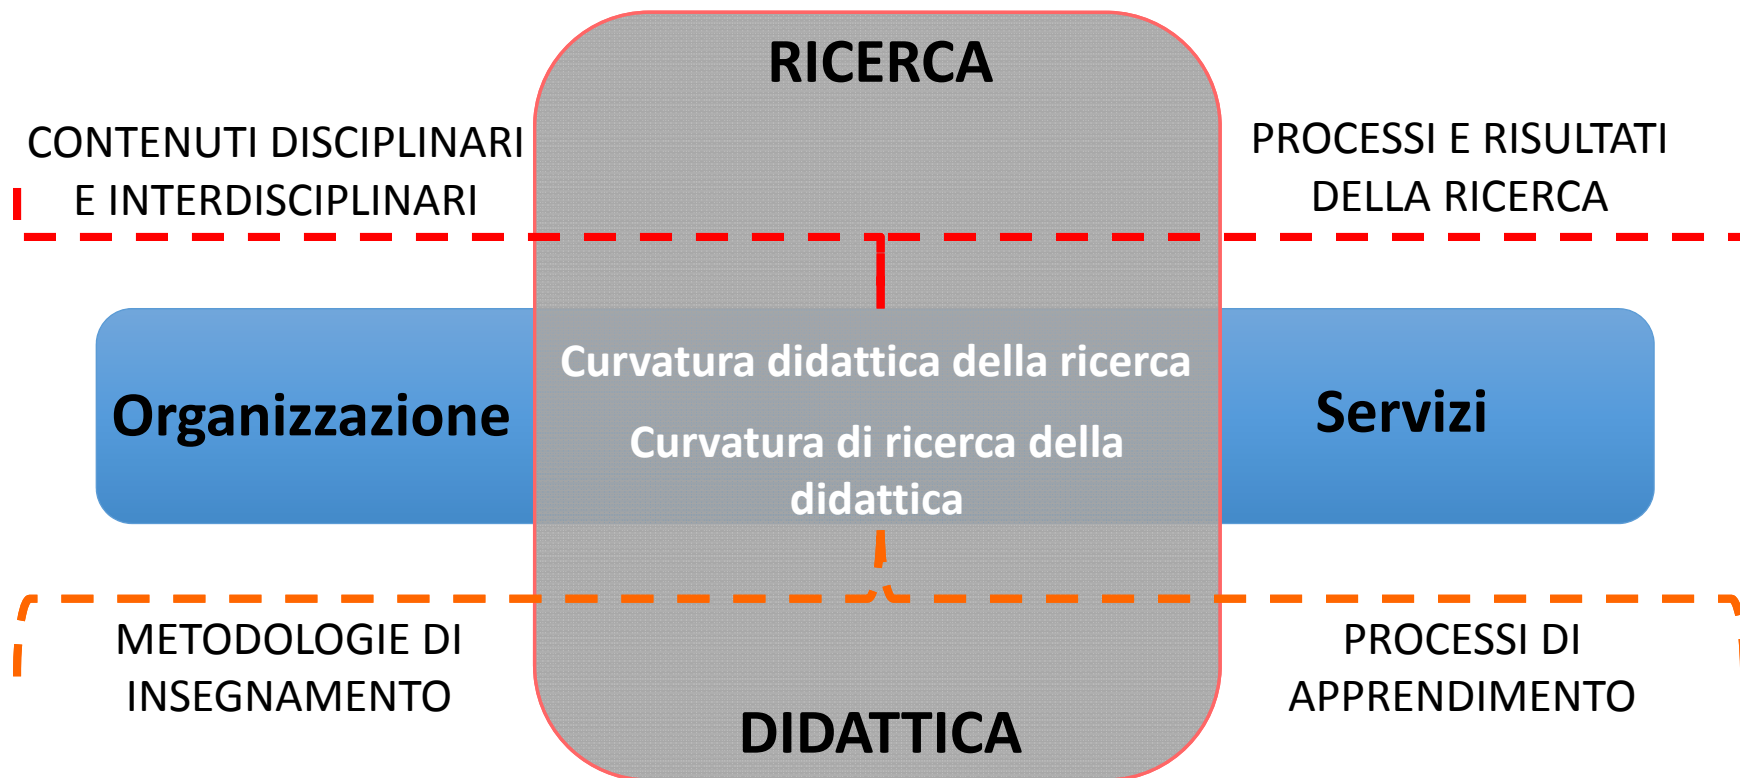 RICERCA
CONTENUTI DISCIPLINARI
E INTERDISCIPLINARI
PROCESSI E RISULTATI
DELLA RICERCA
Organizzazione
Curvatura didattica della ricerca
Curvatura di ricerca della
didattica
Servizi
METODOLOGIE DI
INSEGNAMENTO
PROCESSI DI
APPRENDIMENTO
DIDATTICA